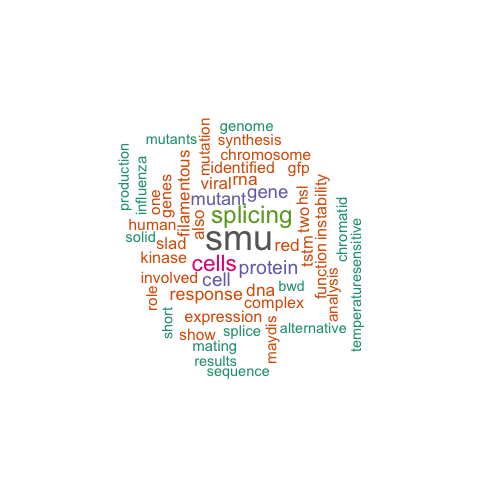 genome
mutants
synthesis
mutation
chromosome
production
influenza
filamentous
identified
gfp
viral
rna
genes
one
mutant
gene
hsl
instability
human
also
splicing
two
chromatid
solid
slad
smu
red
tstm
function
temperaturesensitive
kinase
cells
protein
analysis
involved
cell
bwd
role
response
dna
complex
short
expression
splice
alternative
show
maydis
mating
results
sequence